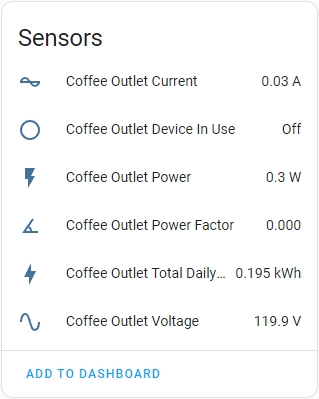 Sensors
Coffee Outlet Current 0.03 A
Coffee Outlet Device In Use Off
Coffee Outlet Power 0.3 W
Coffee Outlet Power Factor 0.000
Coffee Outlet Total Daily... 0.195 kWh
Coffee Outlet Voltage 119.9 V
ADD TO DASHBOARD